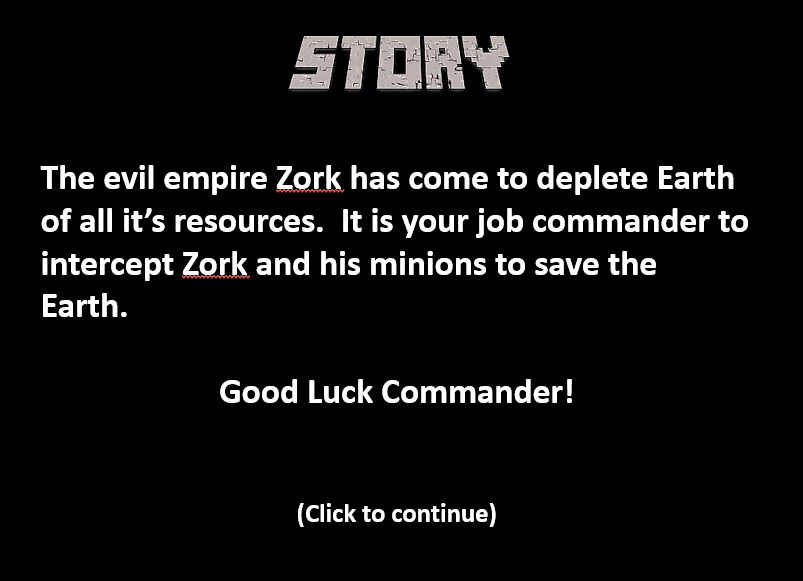 STORY
The evil empire Zork has come to deplete Earth
of all it’s resources.  It is your job commander to
intercept Zork and his minions to save the
Earth.
Good Luck Commander!
(Click to continue)